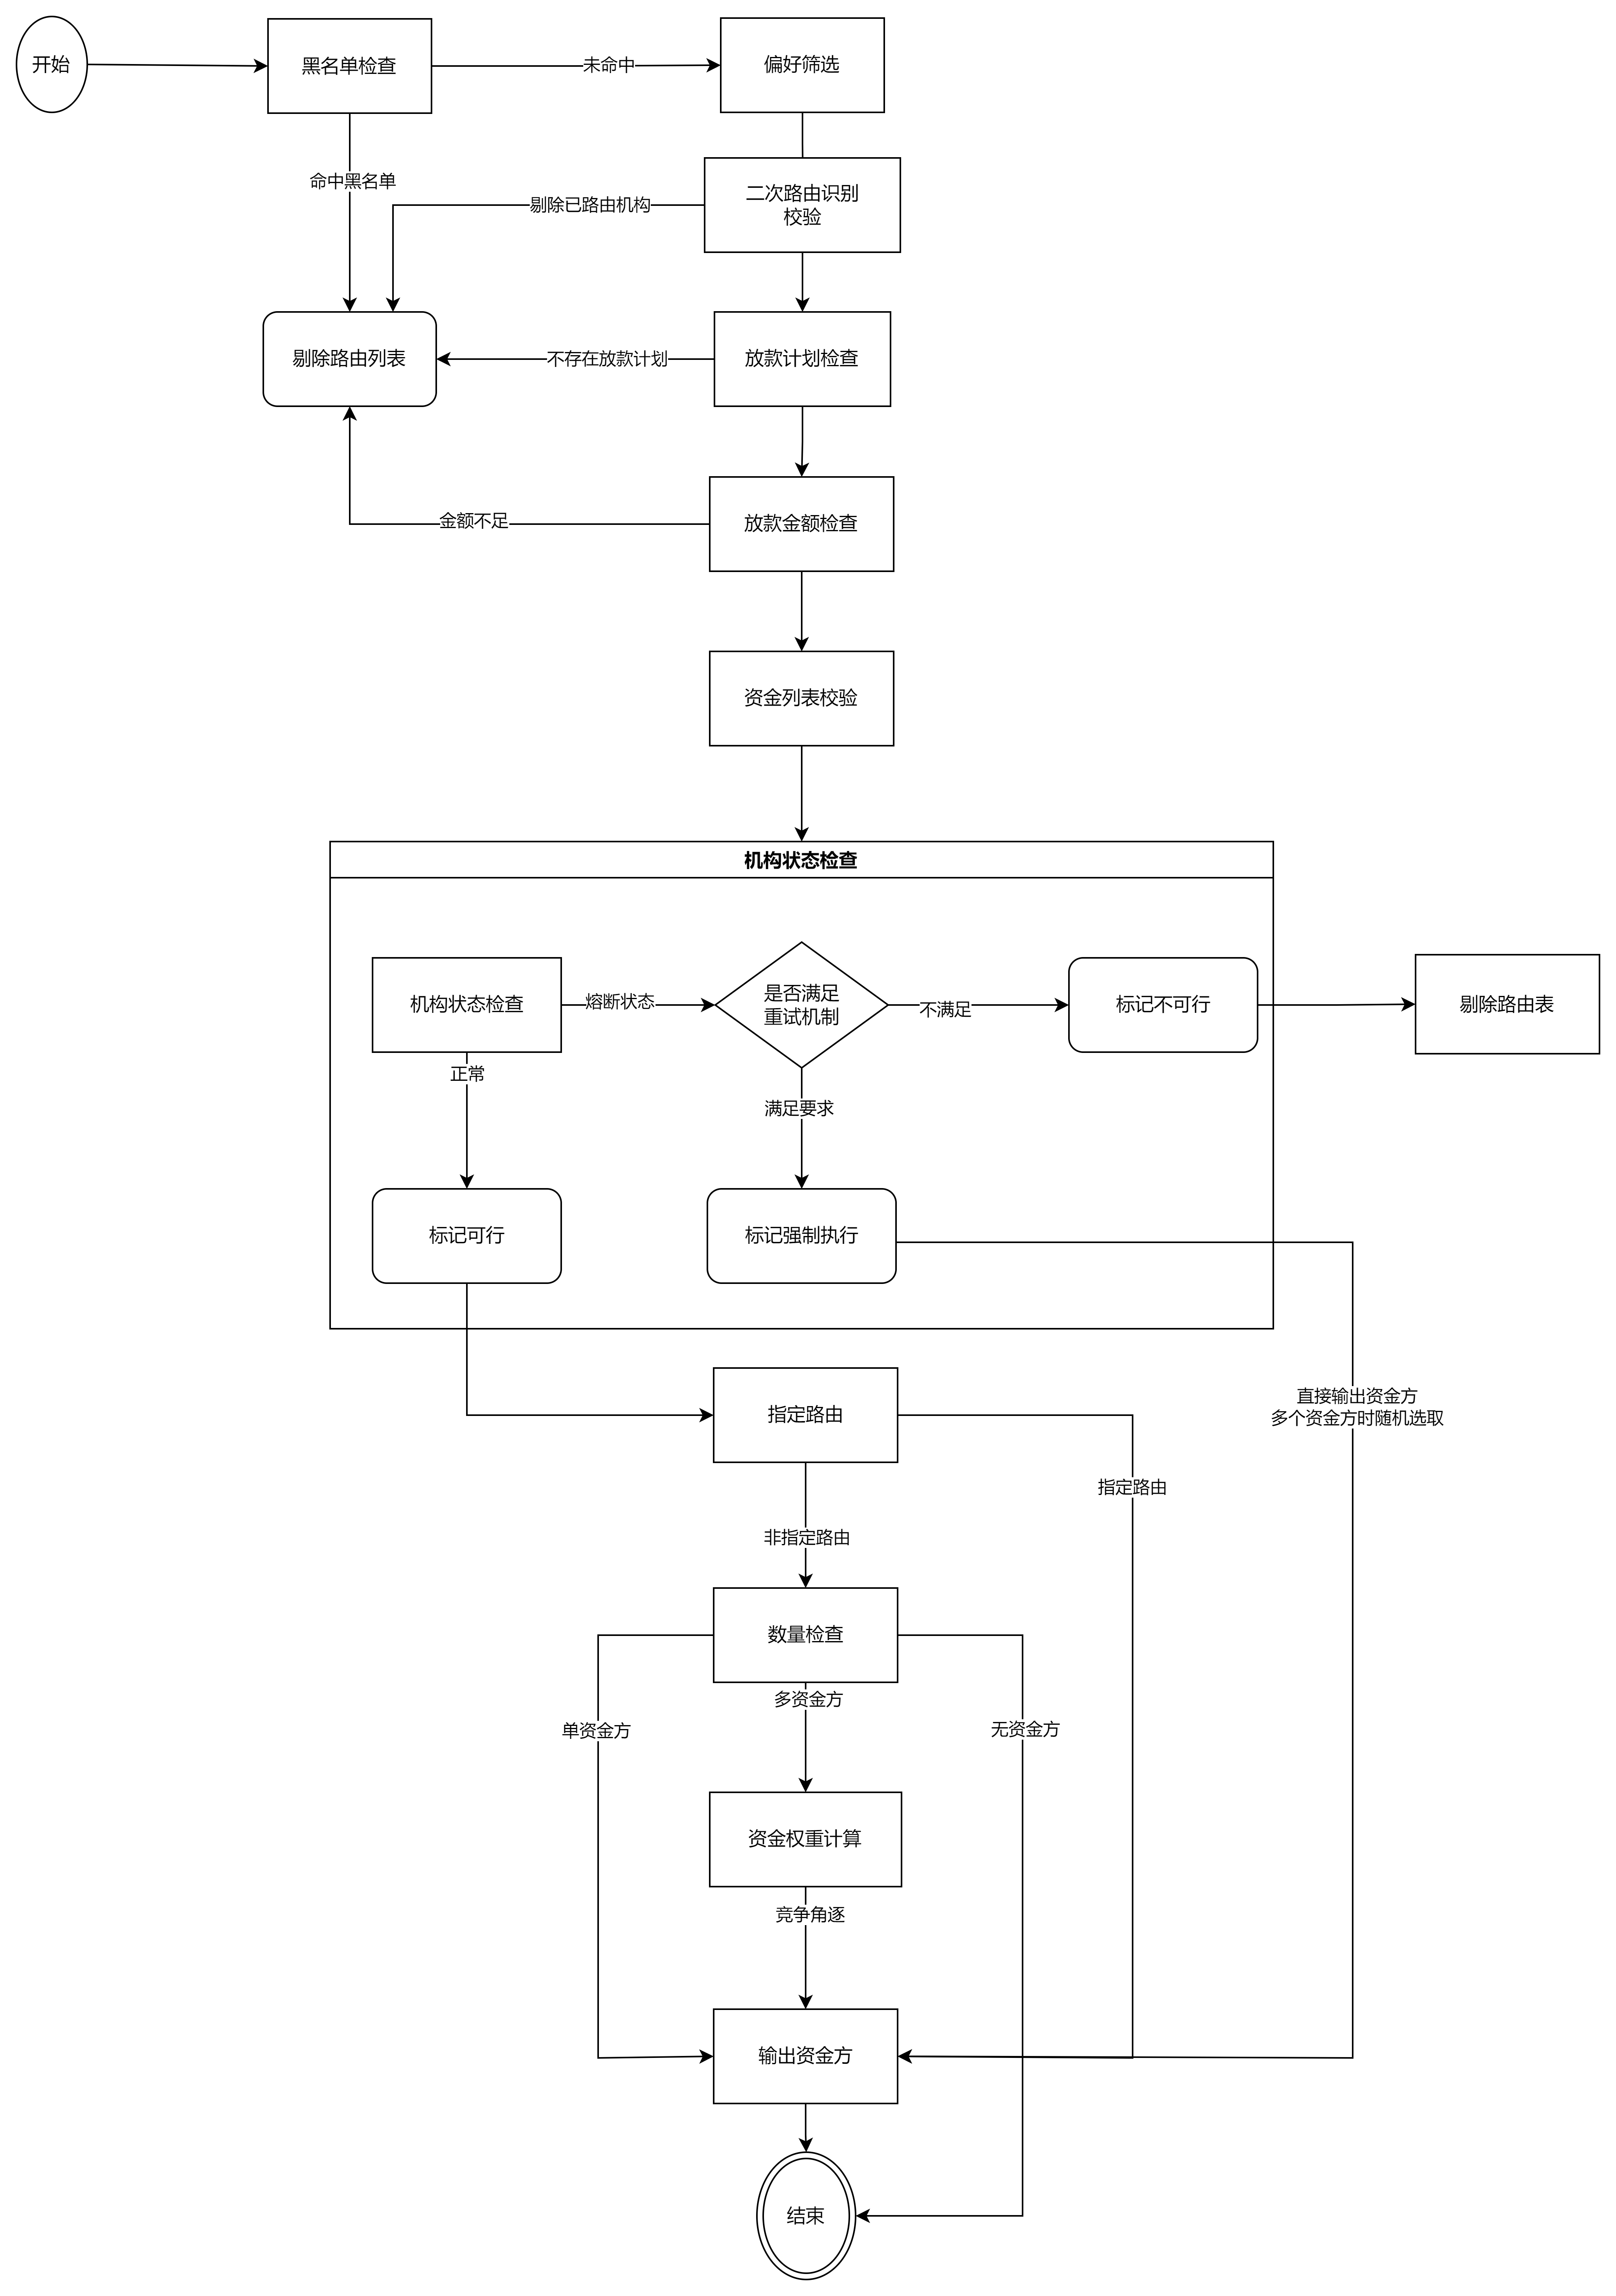 开始
黑名单检查
未命中
偏好筛选
命中黑名单
二次路由识别
校验
剔除已路由机构
剔除路由列表
不存在放款计划
放款计划检查
金额不足
放款金额检查
资金列表校验
机构状态检查
机构状态检查
熔断状态
是否满足
重试机制
不满足
标记不可行
剔除路由表
正常
满足要求
标记可行
标记强制执行
直接输出资金方
多个资金方时随机选取
指定路由
指定路由
非指定路由
数量检查
多资金方
单资金方
无资金方
资金权重计算
竞争角逐
输出资金方
结束